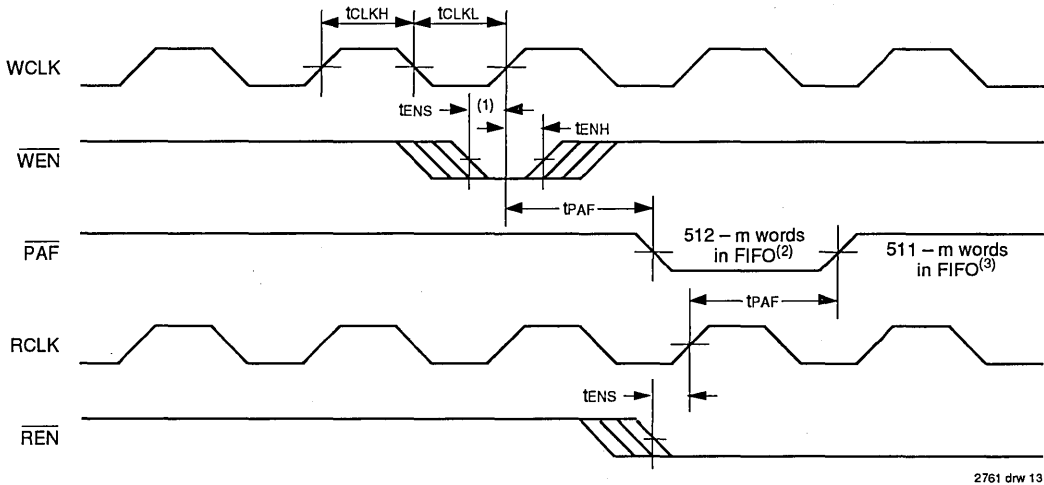 tCLKH
tCLKL
WCLK
tENS
(1)
tENH
WEN
tPAF
PAF
512 – m words
in FIFO(2)
511 – m words
in FIFO(3)
tPAF
RCLK
tENS
REN
2761 drw 13